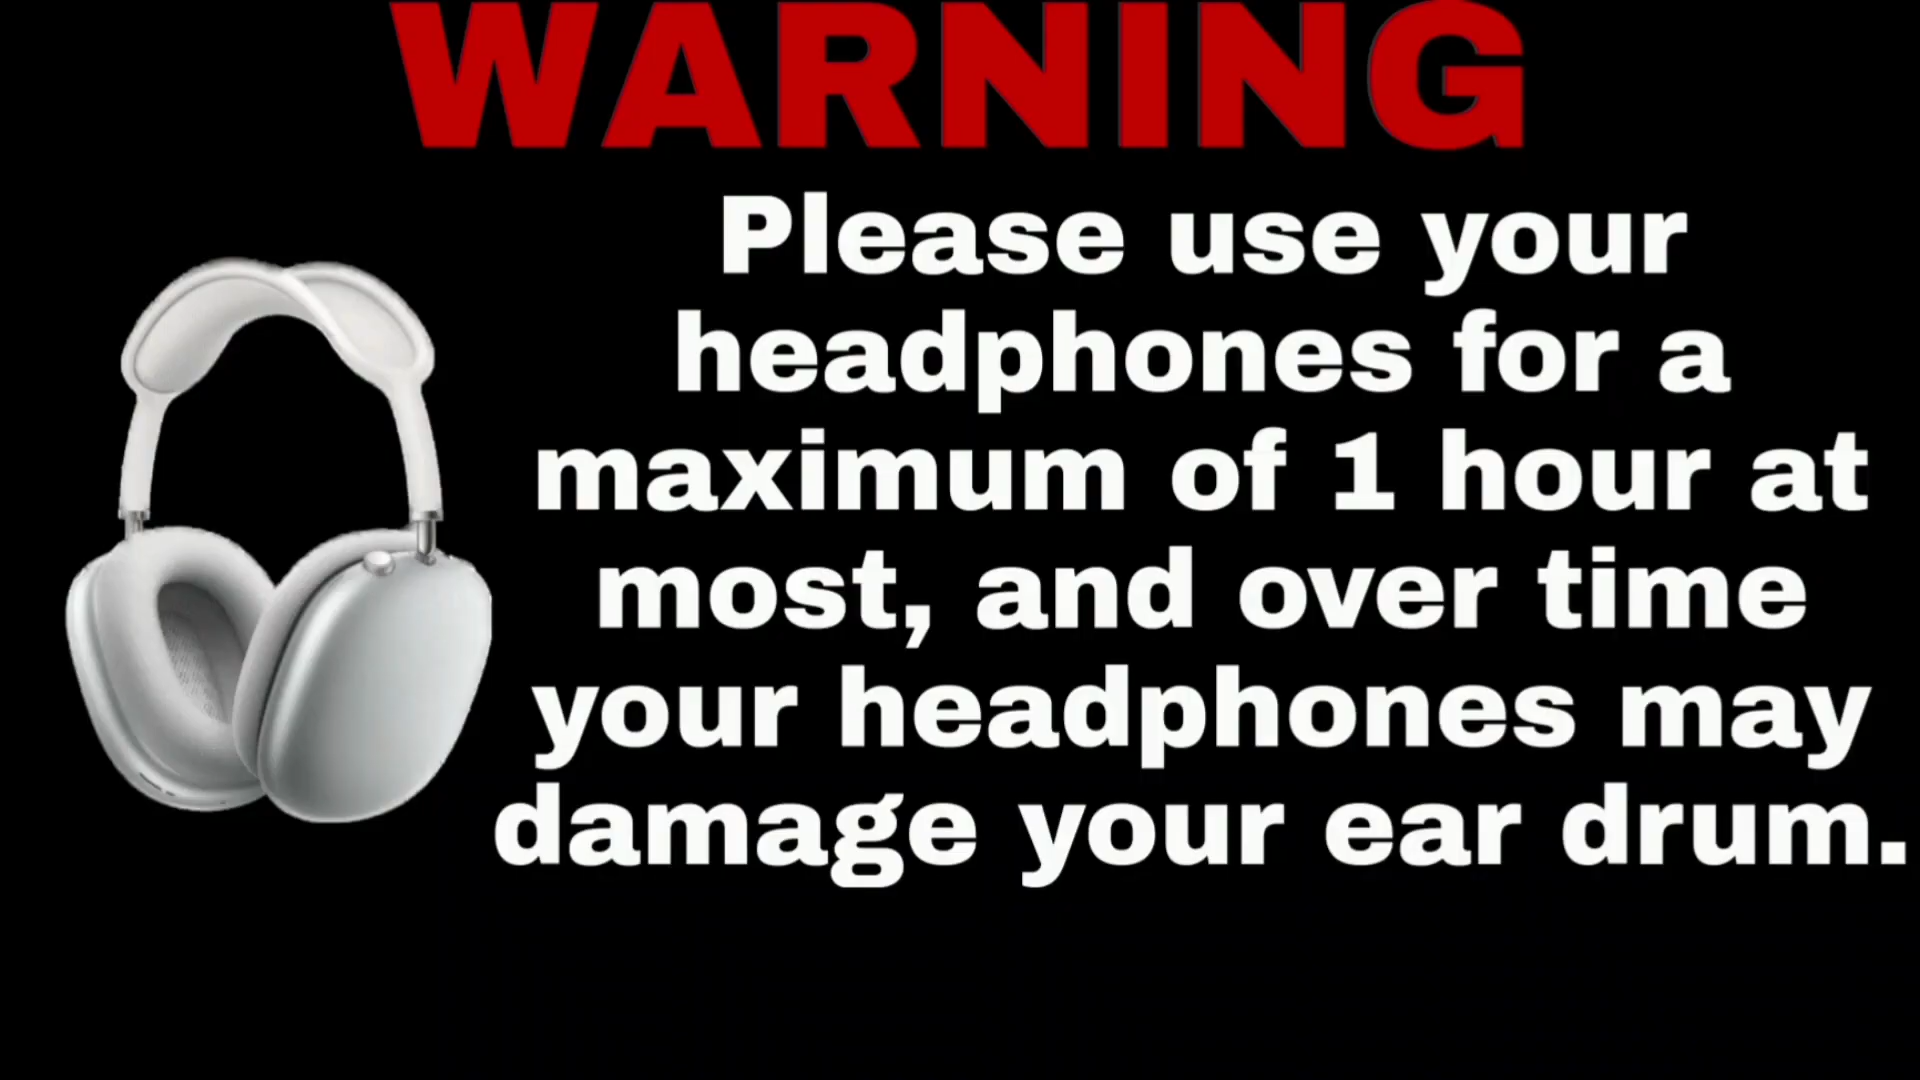 WARNING
Please use your
headphones for a
maximum of 1 hour at
most, and over time
your headphones may
damage your ear drum.